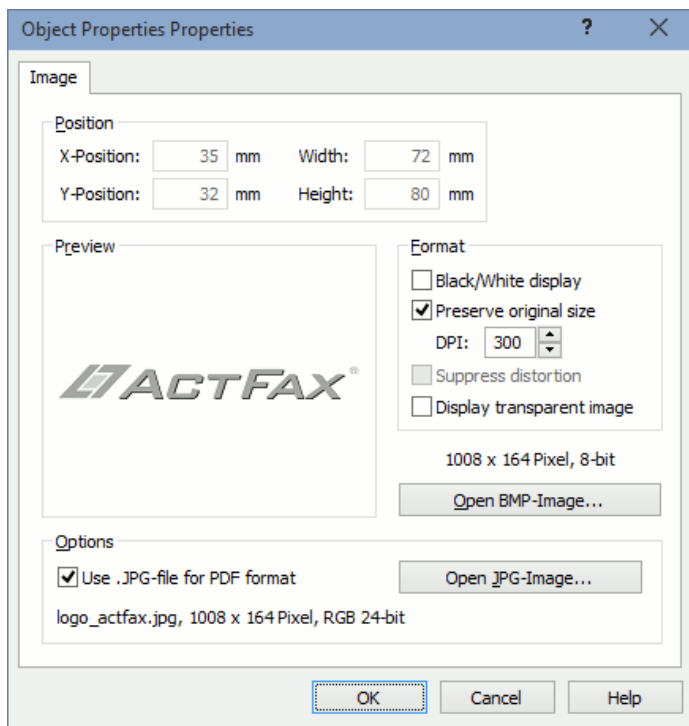 Object Properties Properties ?
Image
Position
X-Position: 35 mm Width: 72 mm
Y-Position: 32 mm Height: 80 mm
Preview
ACTFAX®
Format
Black/White display
Preserve original size
DPI: 300
Suppress distortion
Display transparent image
1008 x 164 Pixel, 8-bit
Open BMP-Image...
Options
Use .JPG-file for PDF format
Open JPG-Image...
logo_actfax.jpg, 1008 x 164 Pixel, RGB 24-bit
OK Cancel Help